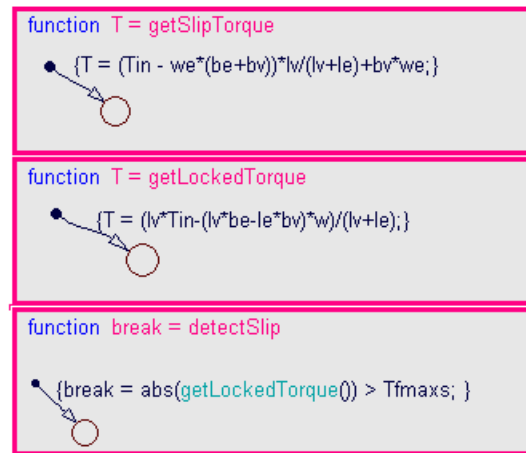 function T = getSlipTorque
{T = (Tin - we*(be+bv))*Iv/(Iv+Ie)+bv*we;}
function T = getLockedTorque
{T = (Iv*Tin-(Iv*be-Ie*bv)*w)/(Iv+Ie);}
function break = detectSlip
{break = abs(getLockedTorque()) > Tfmaxs; }